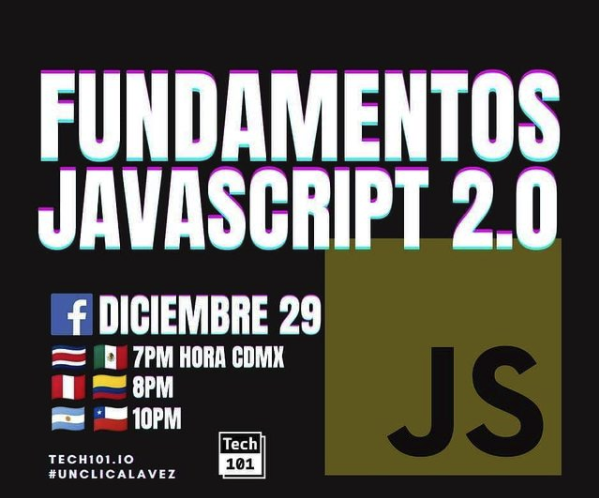 FUNDAMENTOS
JAVASCRIPT 2.0
f DICIEMBRE 29
7PM HORA CDMX
8PM
10PM
JS
TECH101.IO
#UNCLICALAVEZ
Tech
101